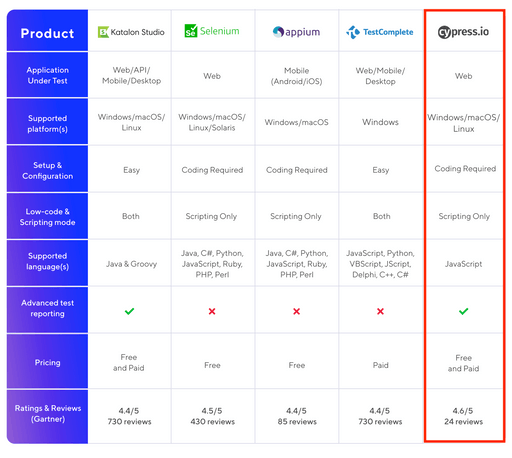 Product
Katalon Studio
Selenium
appium
TestComplete
cypress.io
Application
Under Test
Web/API/
Mobile/Desktop
Web
Mobile
(Android/iOS)
Web/Mobile/
Desktop
Web
Supported
platform(s)
Windows/macOS/
Linux
Windows/macOS/
Linux/Solaris
Windows/macOS
Windows
Windows/macOS/
Linux
Setup &
Configuration
Easy
Coding Required
Coding Required
Easy
Coding Required
Low-code &
Scripting mode
Both
Scripting Only
Scripting Only
Both
Scripting Only
Supported
language(s)
Java & Groovy
Java, C#, Python,
JavaScript, Ruby,
PHP, Perl
Java, C#, Python,
JavaScript, Ruby,
PHP, Perl
JavaScript, Python,
VBScript, JScript,
Delphi, C++, C#
JavaScript
Advanced test
reporting
Pricing
Free
and Paid
Free
Free
Paid
Free
and Paid
Ratings & Reviews
(Gartner)
4.4/5
730 reviews
4.5/5
430 reviews
4.4/5
85 reviews
4.4/5
730 reviews
4.6/5
24 reviews